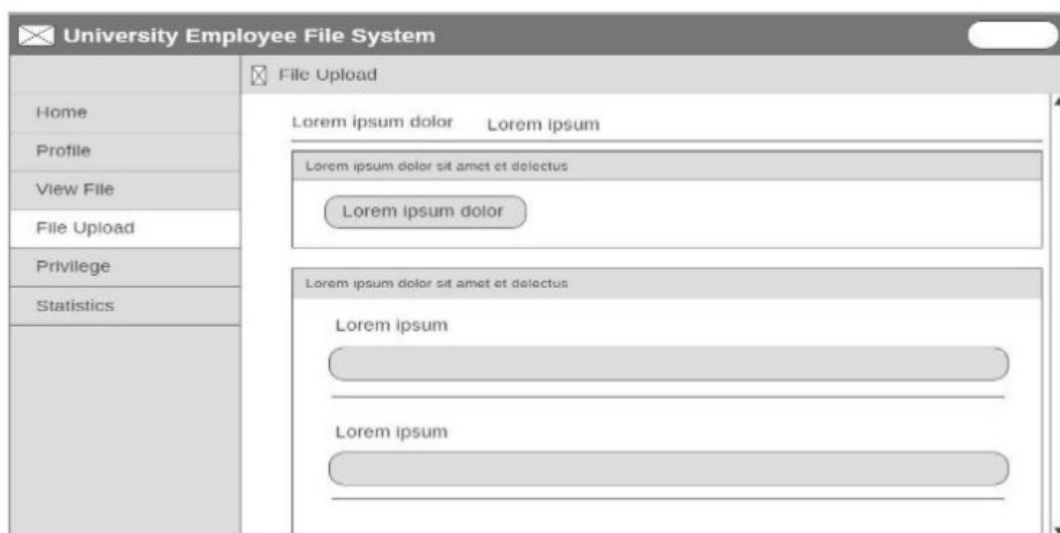 University Employee File System
File Upload
Home
Profile
View File
File Upload
Privilege
Statistics
Lorem ipsum dolor Lorem ipsum
Lorem ipsum dolor sit amet et delectus
Lorem ipsum dolor
Lorem ipsum dolor sit amet et delectus
Lorem ipsum
Lorem ipsum